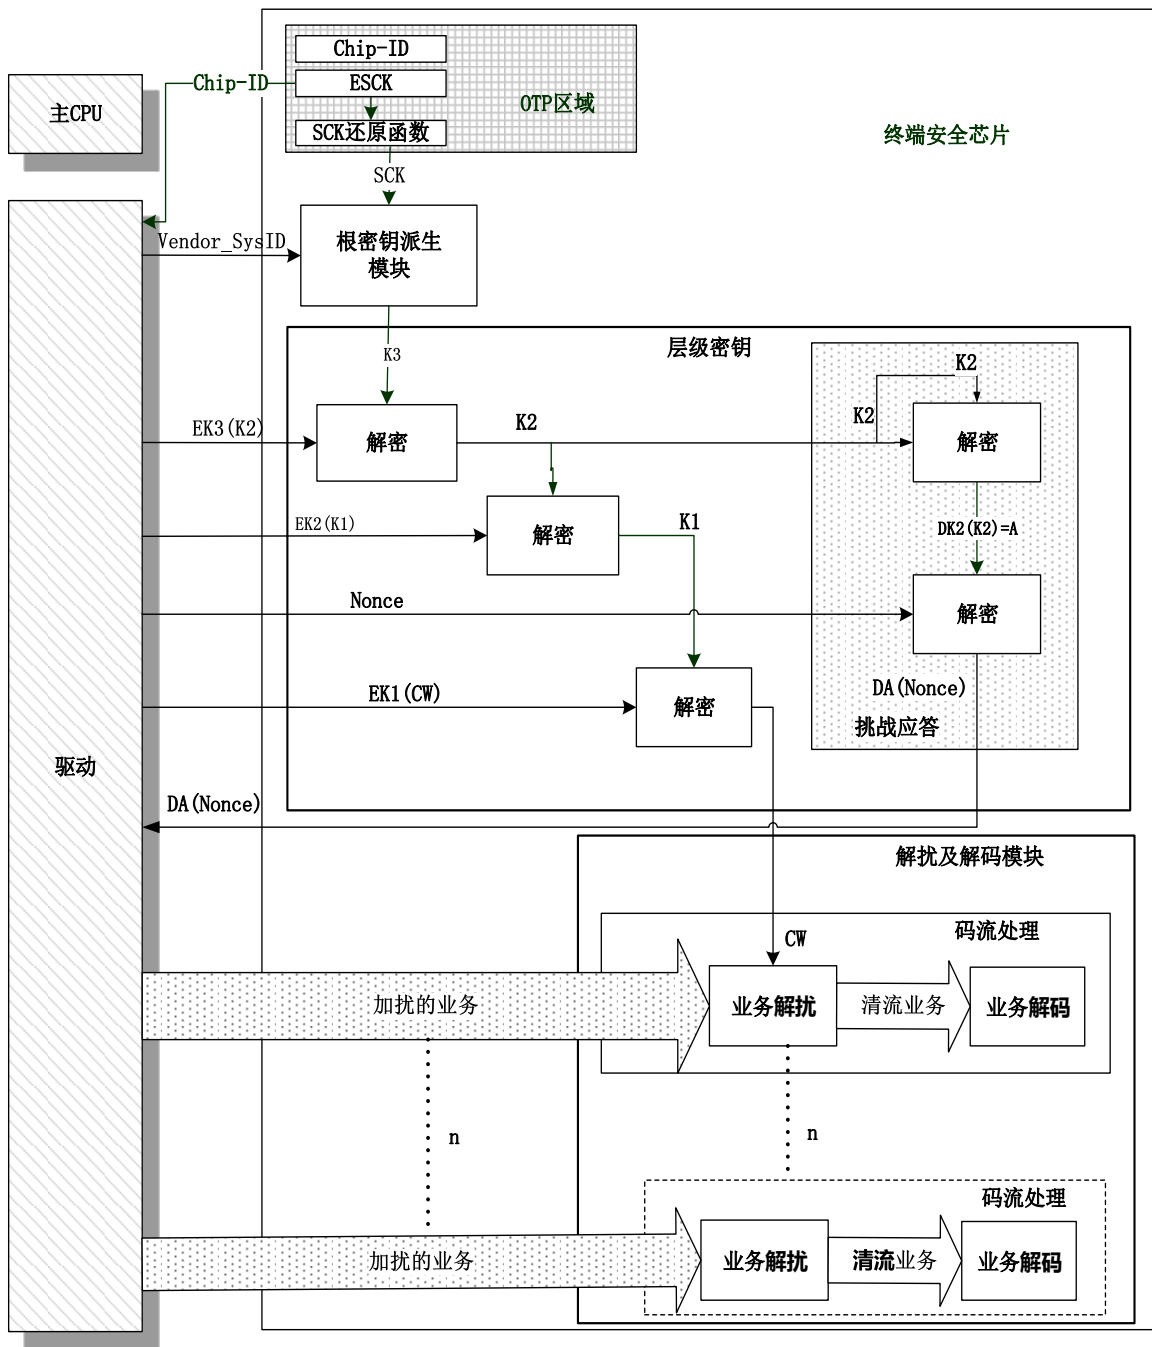 Chip-ID
Chip-ID
ESCK
主CPU
OTP区域
SCK还原函数
终端安全芯片
SCK
Vendor_SysID
根密钥派生
模块
层级密钥
K3
K2
EK3(K2)
解密
K2
K2
解密
EK2(K1)
解密
K1
DK2(K2)=A
Nonce
解密
EK1(CW)
解密
DA(Nonce)
挑战应答
驱动
DA(Nonce)
解扰及解码模块
码流处理
CW
加扰的业务
业务解扰
清流业务
业务解码
n
n
码流处理
加扰的业务
业务解扰
清流业务
业务解码